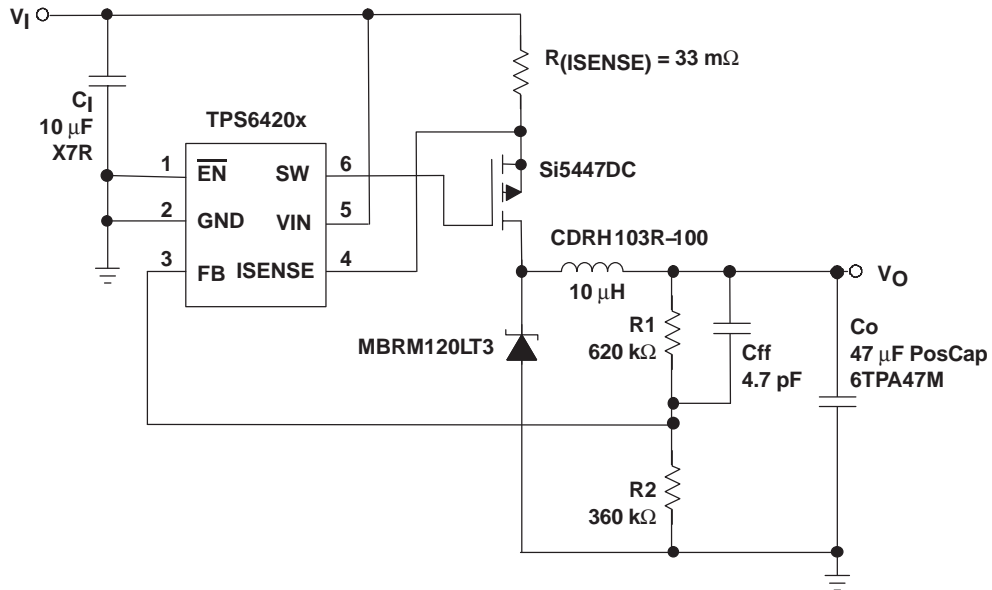 VI
R(ISENSE) = 33 mΩ
CI
10 μF
X7R
TPS6420x
1
EN
SW
6
Si5447DC
2
GND
VIN
5
3
FB
ISENSE
4
CDRH103R–100
10 μH
VO
MBRM120LT3
R1
620 kΩ
Cff
4.7 pF
Co
47 μF PosCap
6TPA47M
R2
360 kΩ